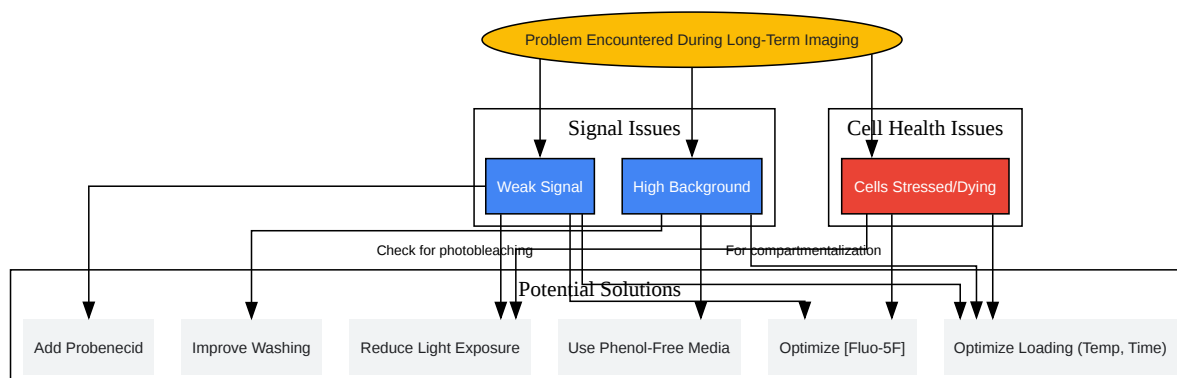 Problem Encountered During Long-Term Imaging
Signal Issues
Cell Health Issues
Weak Signal
High Background
Cells Stressed/Dying
Check for photobleaching
For compartmentalization
Potential Solutions
Add Probenecid
Improve Washing
Reduce Light Exposure
Use Phenol-Free Media
Optimize [Fluo-5F]
Optimize Loading (Temp, Time)